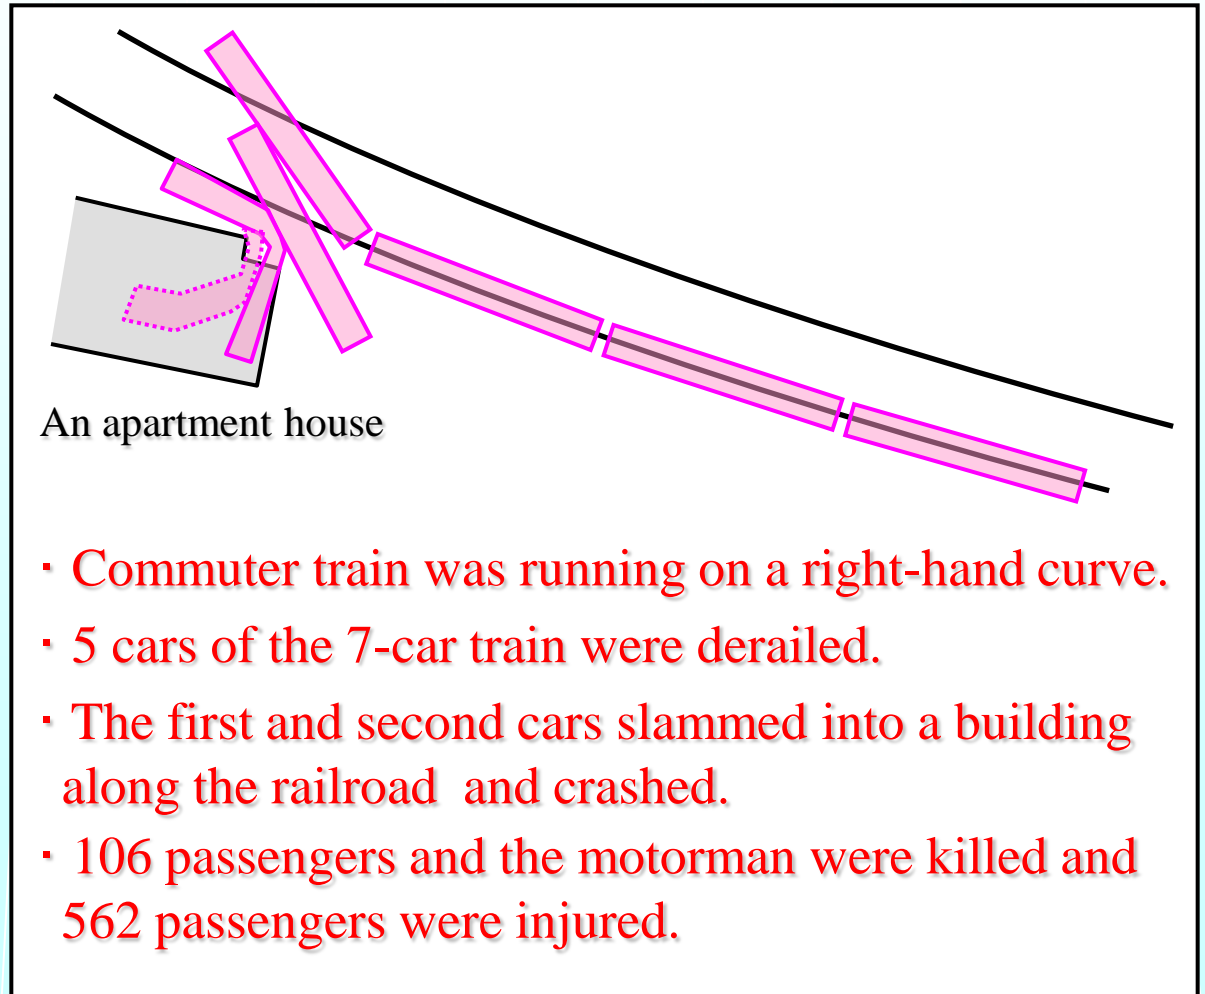 An apartment house
· Commuter train was running on a right-hand curve.
· 5 cars of the 7-car train were derailed.
· The first and second cars slammed into a building
along the railroad and crashed.
· 106 passengers and the motorman were killed and
562 passengers were injured.